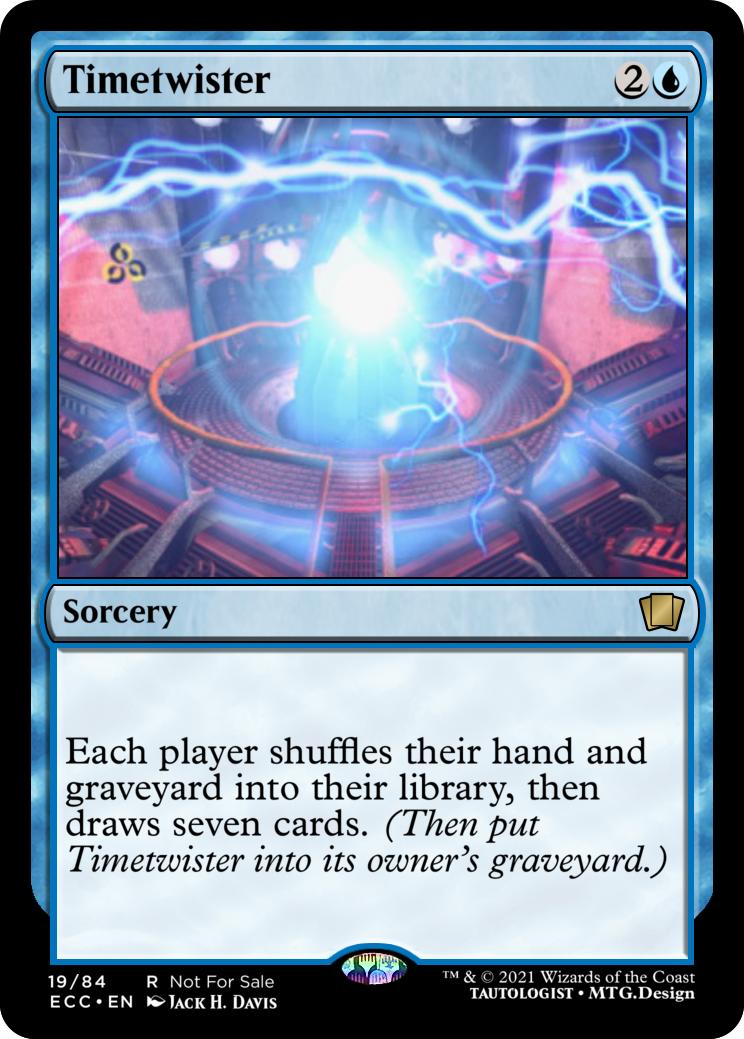 Timetwister 2
Sorcery
Each player shuffles their hand and
graveyard into their library, then
draws seven cards. (Then put
Timetwister into its owner's graveyard.)
19/84 R Not For Sale ™ & © 2021 Wizards of the Coast
ECC • EN Jack H. Davis TAUTOLOGIST • MTG.Design